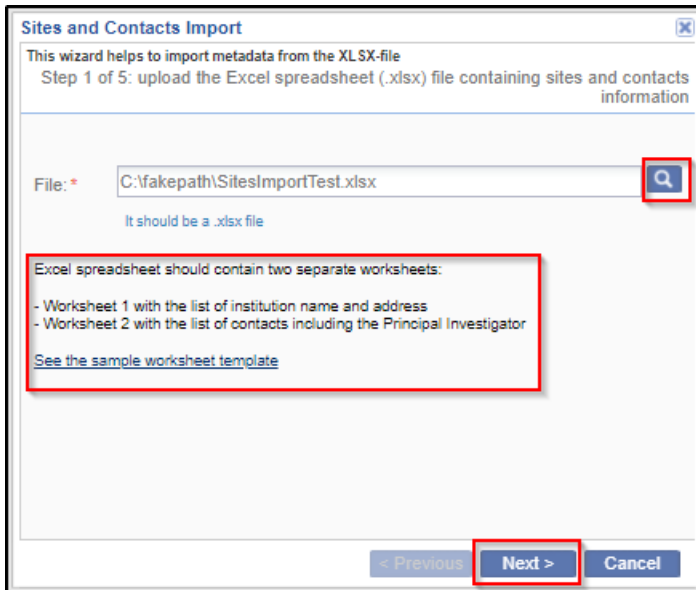 Sites and Contacts Import
This wizard helps to import metadata from the XLSX-file
Step 1 of 5: upload the Excel spreadsheet (.xlsx) file containing sites and contacts
information
File: * C:\fakepath\SitesImportTest.xlsx
It should be a .xlsx file
Excel spreadsheet should contain two separate worksheets:
- Worksheet 1 with the list of institution name and address
- Worksheet 2 with the list of contacts including the Principal Investigator
See the sample worksheet template
< Previous Next > Cancel